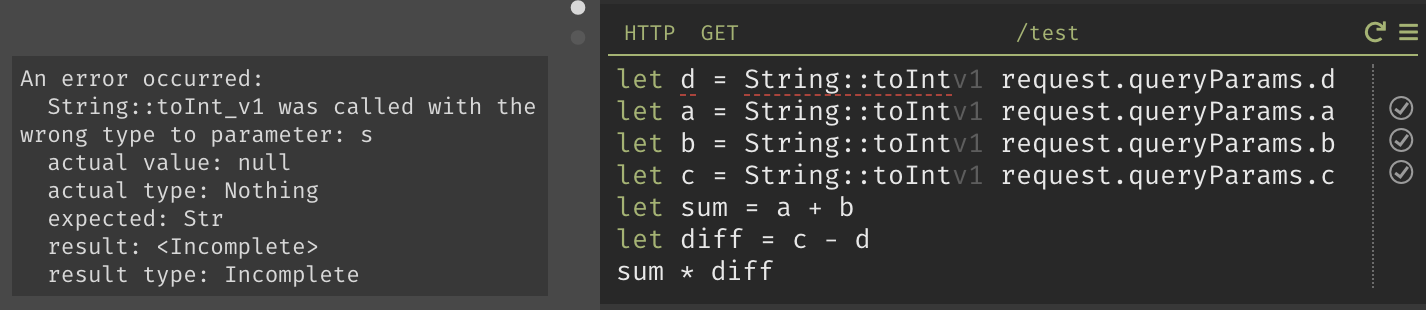 An error occurred:
String::toInt_v1 was called with the
wrong type to parameter: s
actual value: null
actual type: Nothing
expected: Str
result: <Incomplete>
result type: Incomplete
HTTP GET /test
let d = String::toIntv1 request.queryParams.d
let a = String::toIntv1 request.queryParams.a
let b = String::toIntv1 request.queryParams.b
let c = String::toIntv1 request.queryParams.c
let sum = a + b
let diff = c - d
sum * diff